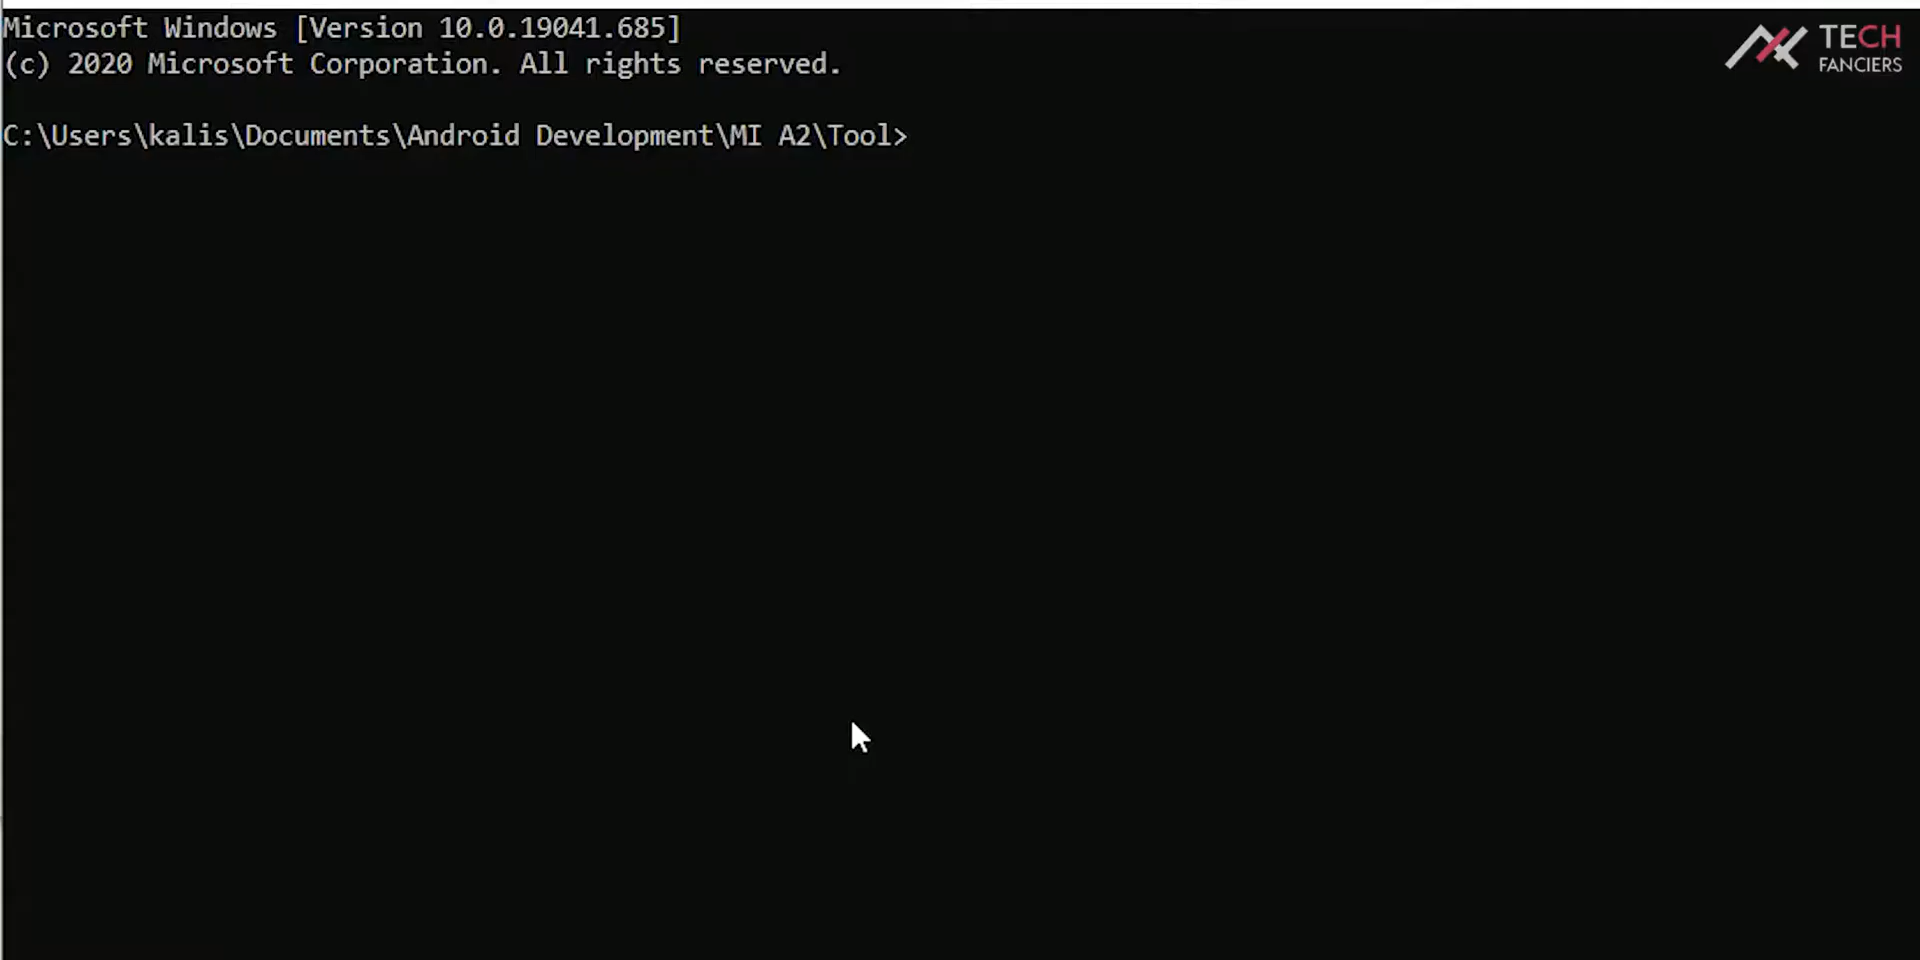 Microsoft Windows [Version 10.0.19041.685]
(c) 2020 Microsoft Corporation. All rights reserved.
C:\Users\kalis\Documents\Android Development\MI A2\Tool>
TECH
FANCIERS